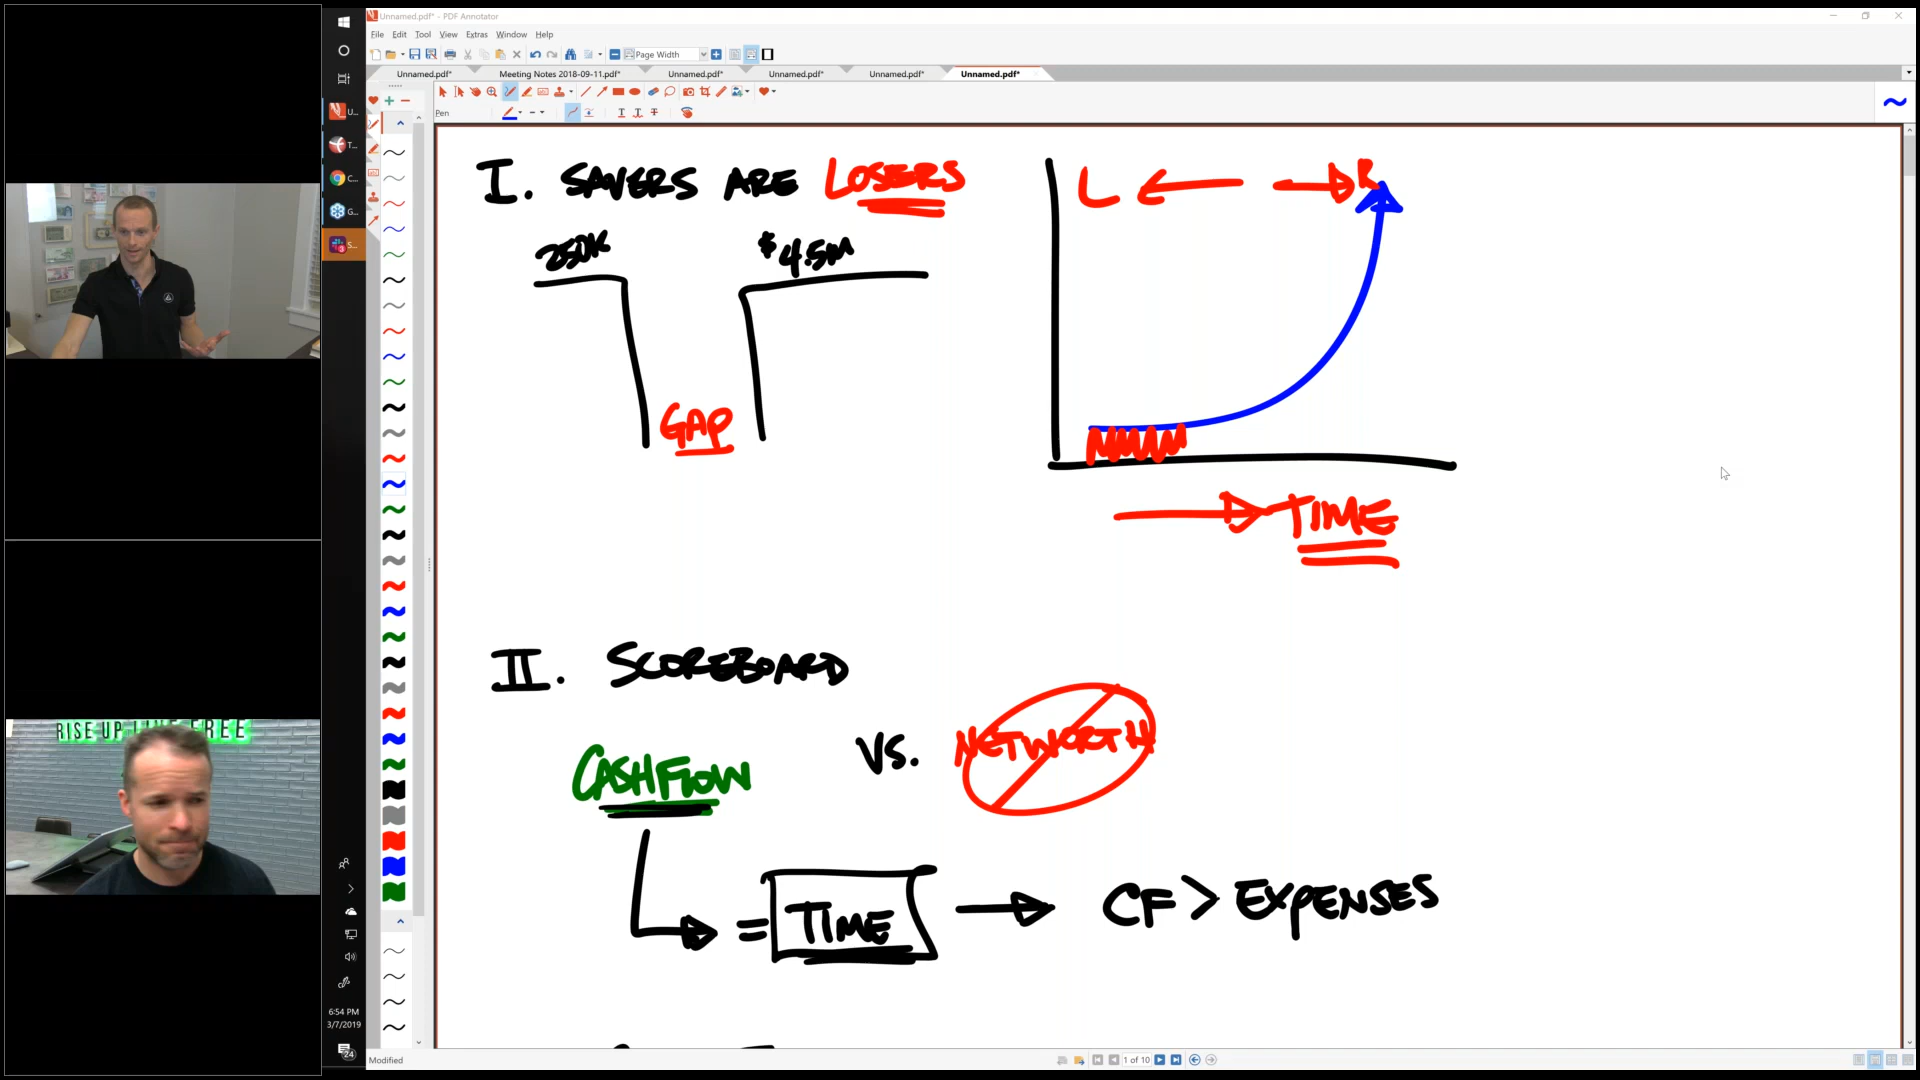 Unnamed.pdf* - PDF Annotator
File Edit Tool View Extras Window Help
Page Width
Unnamed.pdf* Meeting Notes 2018-09-11.pdf* Unnamed.pdf* Unnamed.pdf* Unnamed.pdf* Unnamed.pdf*
Pen
I. SAVERS ARE LOSERS
250K $4.5M
GAP
L R
TIME
II. SCOREBOARD
CASHFLOW VS. NETWORTH
= TIME CF > EXPENSES
RISE UP LIVE FREE
U...
T...
C...
G...
S...
6:54 PM
3/7/2019
24
Modified
1 of 10